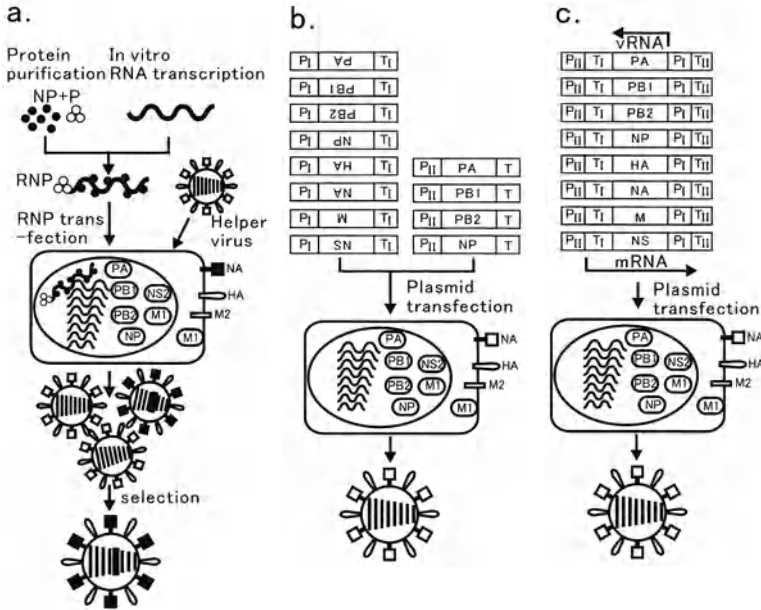 a.
Protein purification
In vitro RNA transcription
NP+P
RNP
RNP trans
-fection
Helper
virus
PA
PB1
NS2
PB2
M1
NP
M1
NA
HA
M2
selection
b.
PI PA TI
PI PB1 TI
PI PB2 TI
PI NP TI
PI HA TI
PI NA TI
PI M TI
PI NS TI
PII PA T
PII PB1 T
PII PB2 T
PII NP T
Plasmid
transfection
PA
PB1
NS2
PB2
M1
NP
M1
NA
HA
M2
c.
vRNA
PII TI PA PI TII
PII TI PB1 PI TII
PII TI PB2 PI TII
PII TI NP PI TII
PII TI HA PI TII
PII TI NA PI TII
PII TI M PI TII
PII TI NS PI TII
mRNA
Plasmid
transfection
PA
PB1
NS2
PB2
M1
NP
M1
NA
HA
M2